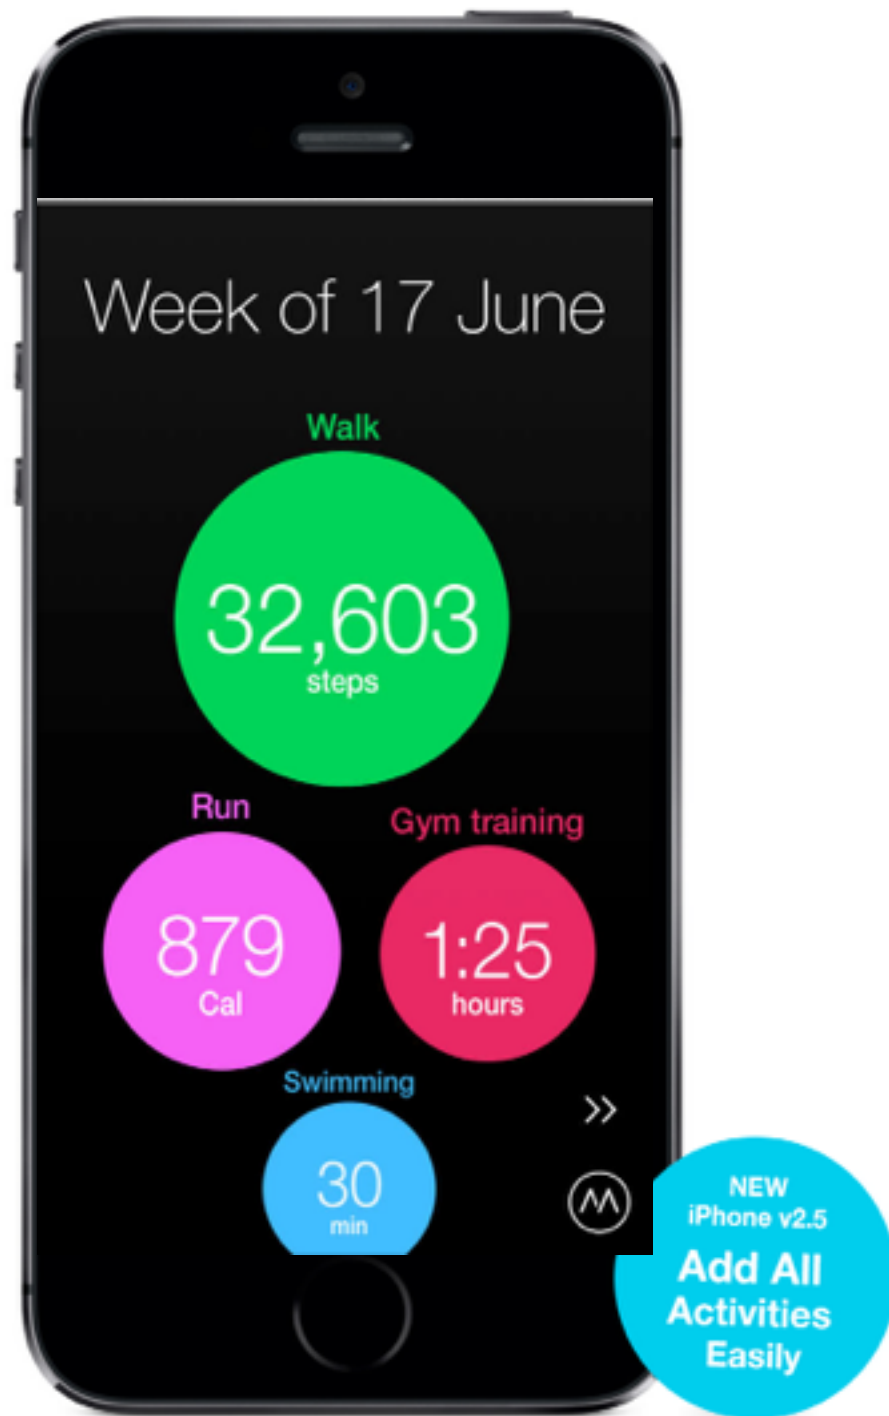 Week of 17 June
Walk
32,603
steps
Run
879
Cal
Gym training
1:25
hours
Swimming
30
min
NEW
iPhone v2.5
Add All
Activities
Easily